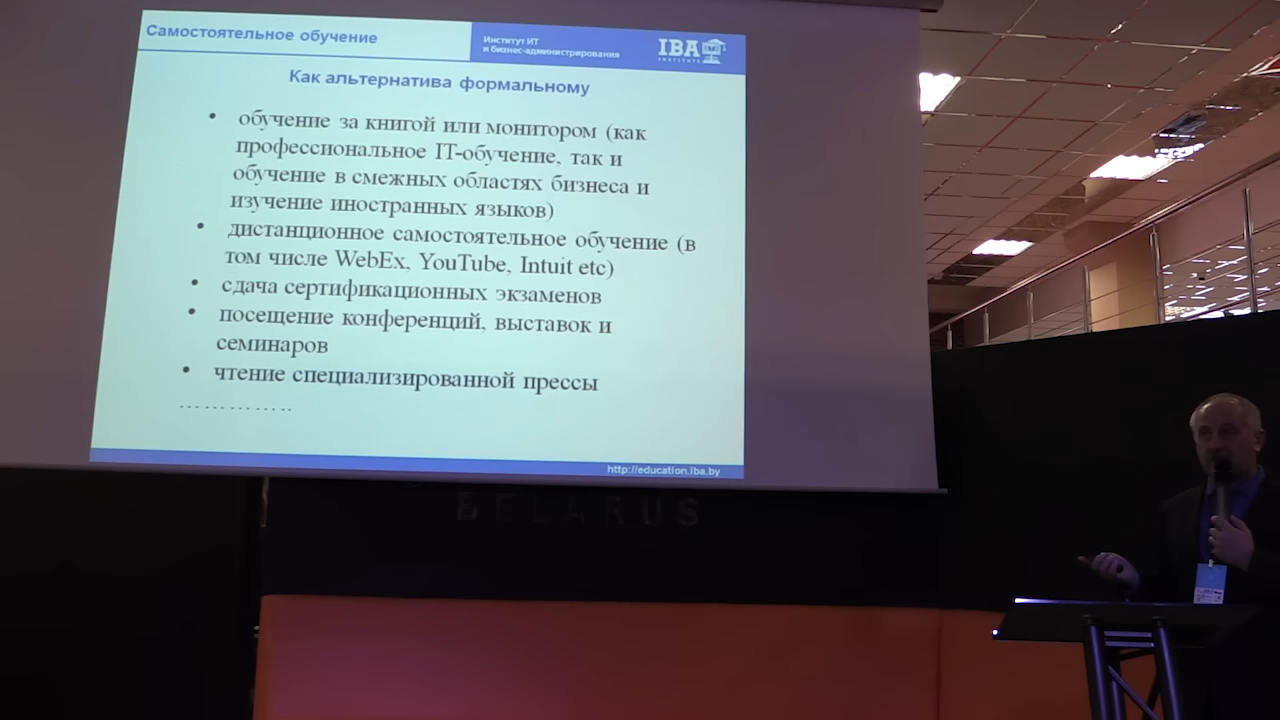 Самостоятельное обучение
Институт ИТ
и бизнес-администрирования
IBA
INSTITUTE
Как альтернатива формальному
• обучение за книгой или монитором (как
профессиональное IT-обучение, так и
обучение в смежных областях бизнеса и
изучение иностранных языков)
• дистанционное самостоятельное обучение (в
том числе WebEx, YouTube, Intuit etc)
• сдача сертификационных экзаменов
• посещение конференций, выставок и
семинаров
• чтение специализированной прессы
…………..
http://education.iba.by
BELARUS